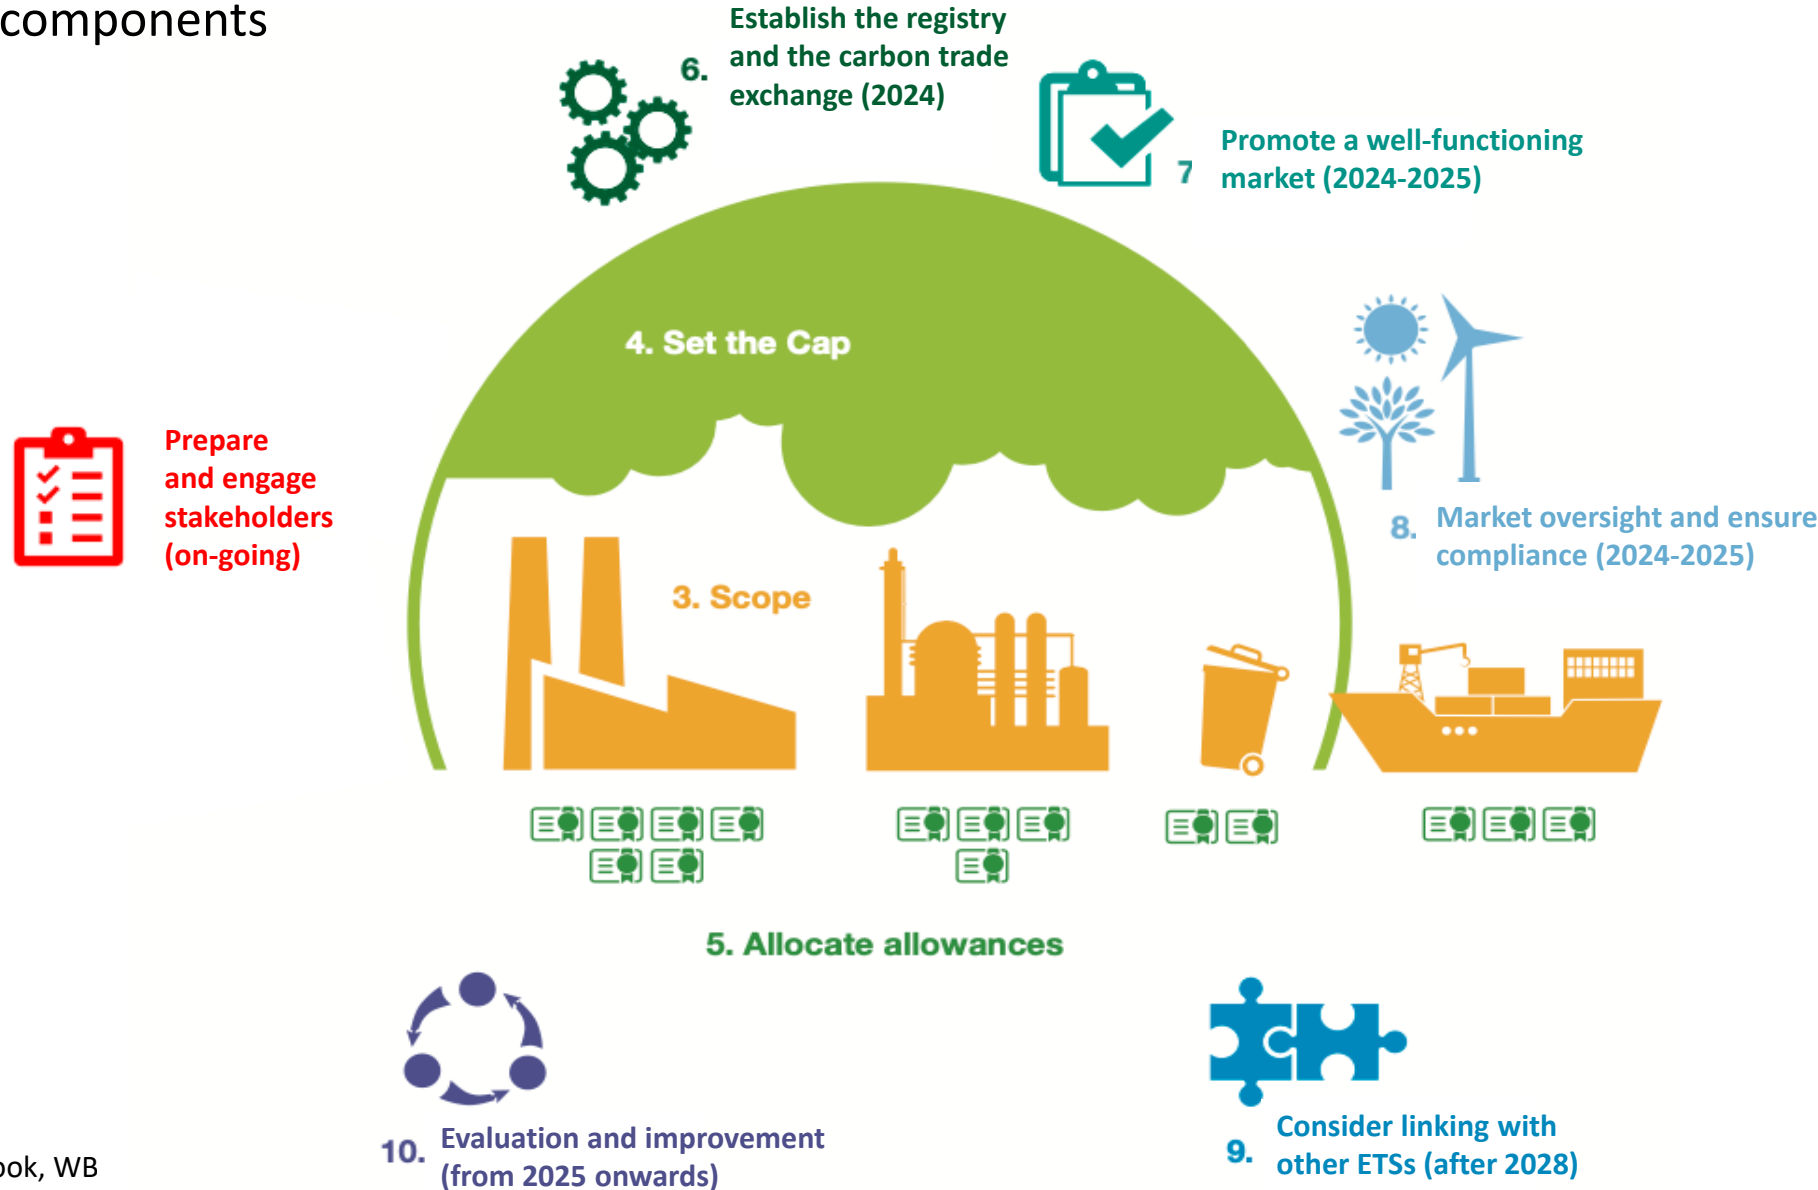 components
6.
Establish the registry
and the carbon trade
exchange (2024)
7
Promote a well-functioning
market (2024-2025)
4. Set the Cap
Prepare
and engage
stakeholders
(on-going)
8.
Market oversight and ensure
compliance (2024-2025)
3. Scope
5. Allocate allowances
10.
Evaluation and improvement
(from 2025 onwards)
9.
Consider linking with
other ETSs (after 2028)
ook, WB